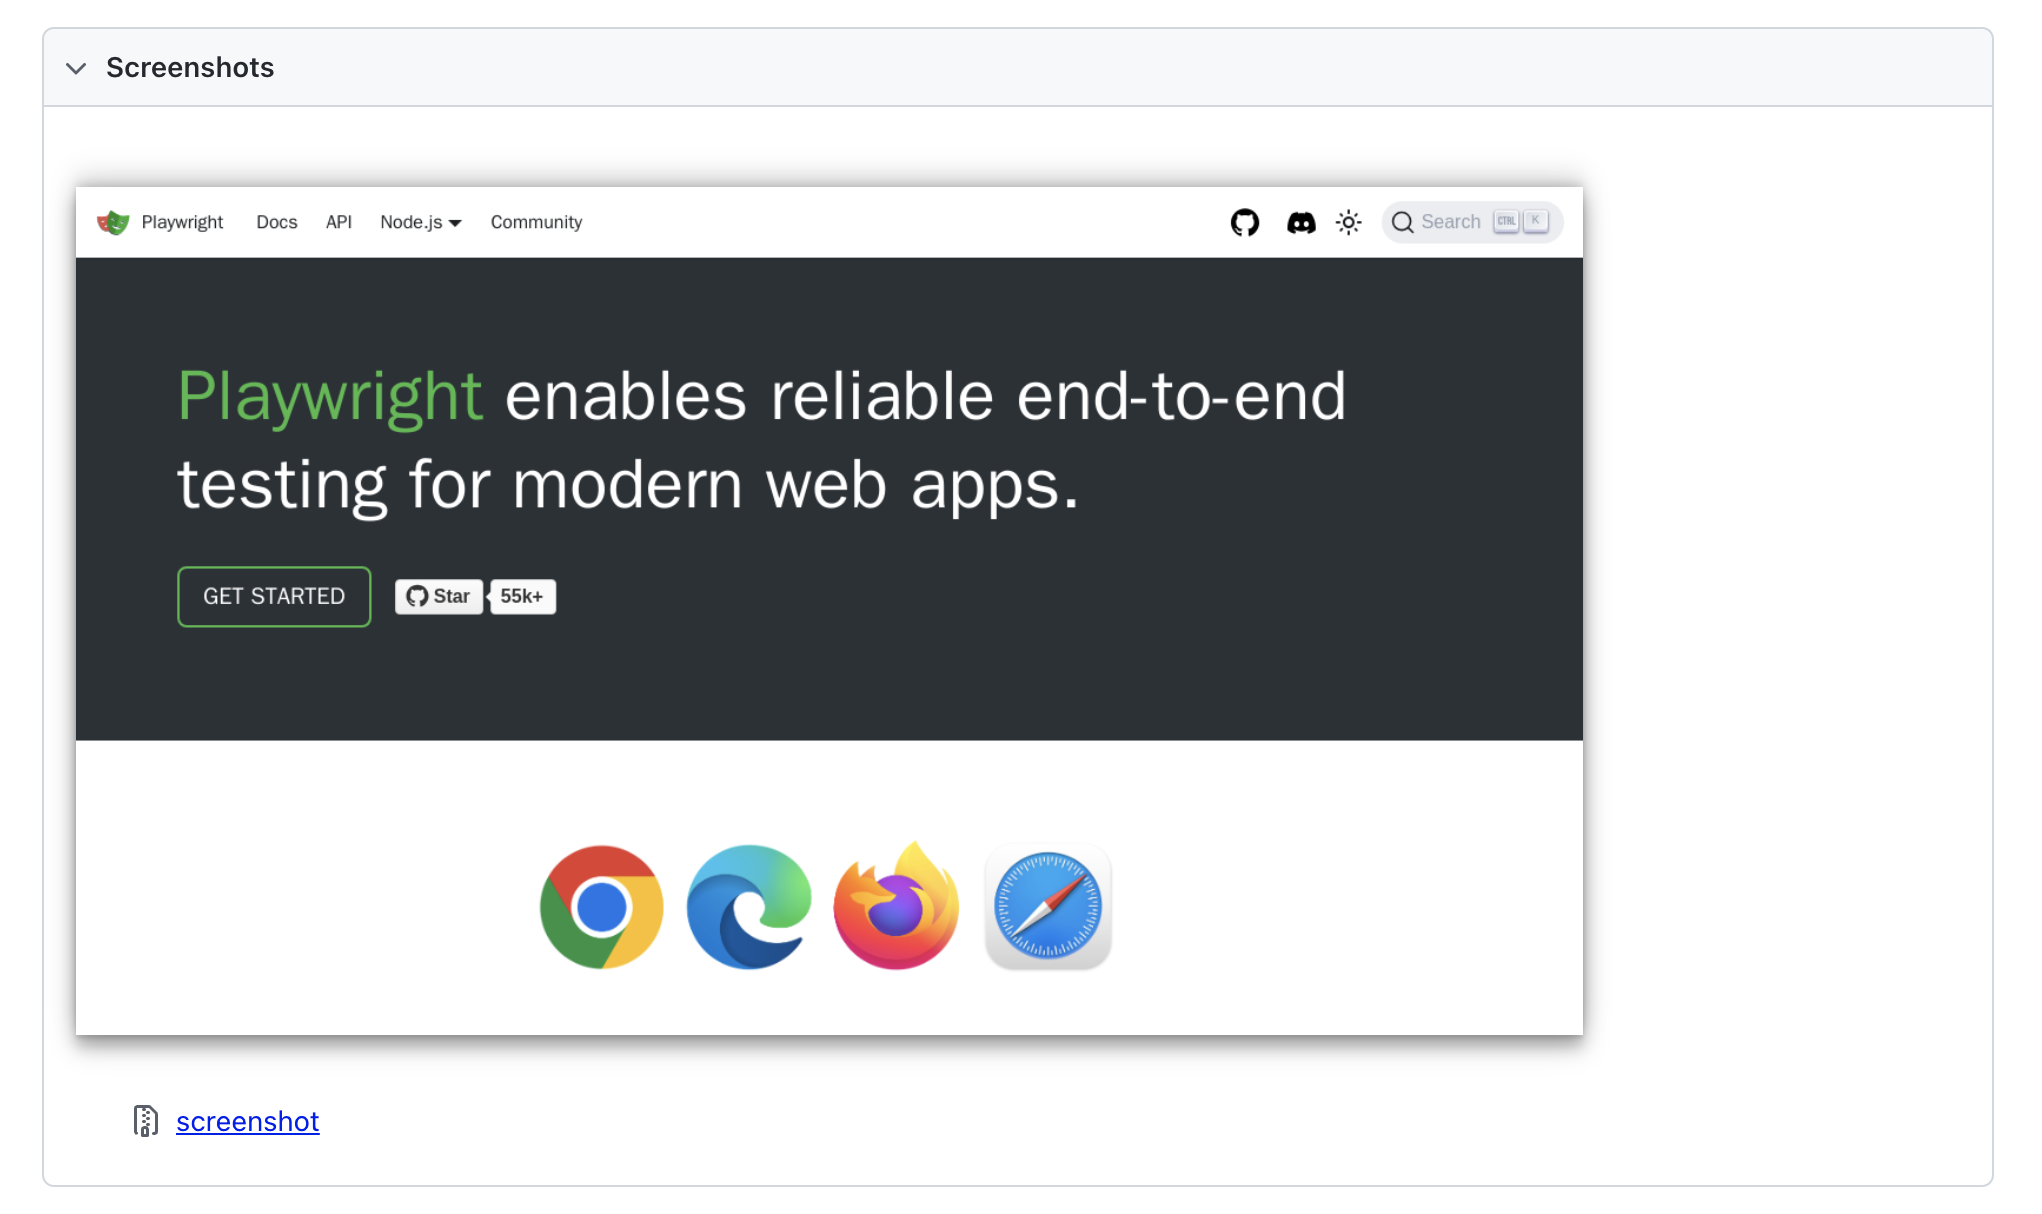 Screenshots
Playwright Docs API Node.js Community Search CTRL K
Playwright enables reliable end-to-end
testing for modern web apps.
GET STARTED Star 55k+
screenshot